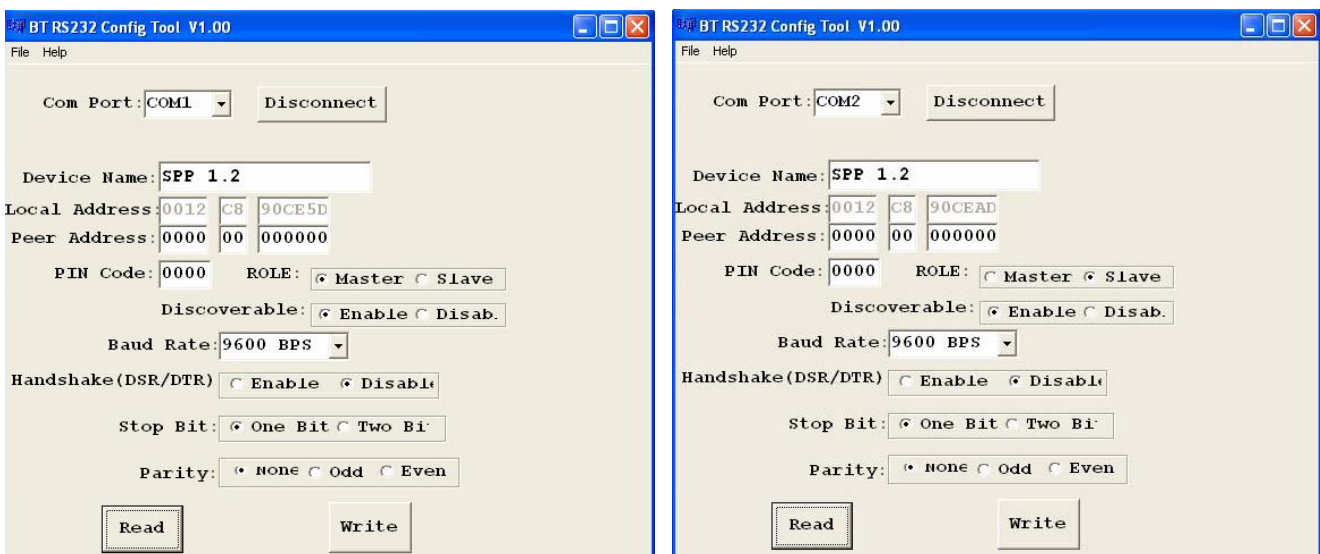 BT RS232 Config Tool V1.00
File Help
Com Port: COM1 Disconnect
Device Name: SPP 1.2
Local Address: 0012 C8 90CE5D
Peer Address: 0000 00 000000
PIN Code: 0000 ROLE: Master Slave
Discoverable: Enable Disab.
Baud Rate: 9600 BPS
Handshake(DSR/DTR) Enable Disable
Stop Bit: One Bit Two Bi
Parity: None Odd Even
Read Write
BT RS232 Config Tool V1.00
File Help
Com Port: COM2 Disconnect
Device Name: SPP 1.2
Local Address: 0012 C8 90CEAD
Peer Address: 0000 00 000000
PIN Code: 0000 ROLE: Master Slave
Discoverable: Enable Disab.
Baud Rate: 9600 BPS
Handshake(DSR/DTR) Enable Disable
Stop Bit: One Bit Two Bi
Parity: None Odd Even
Read Write